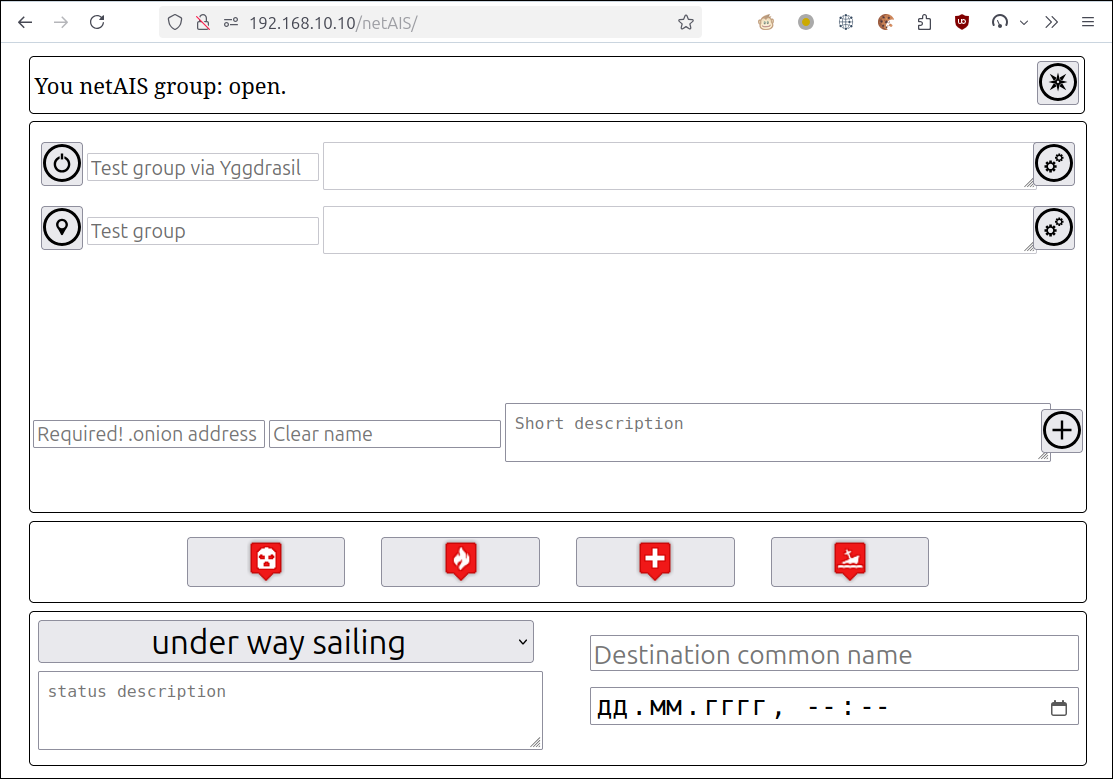 192.168.10.10/netAIS/
You netAIS group: open.
Test group via Yggdrasil
Test group
Required! .onion address Clear name Short description
under way sailing
Destination common name
status description
ДД.ММ.ГГГГ, --:--